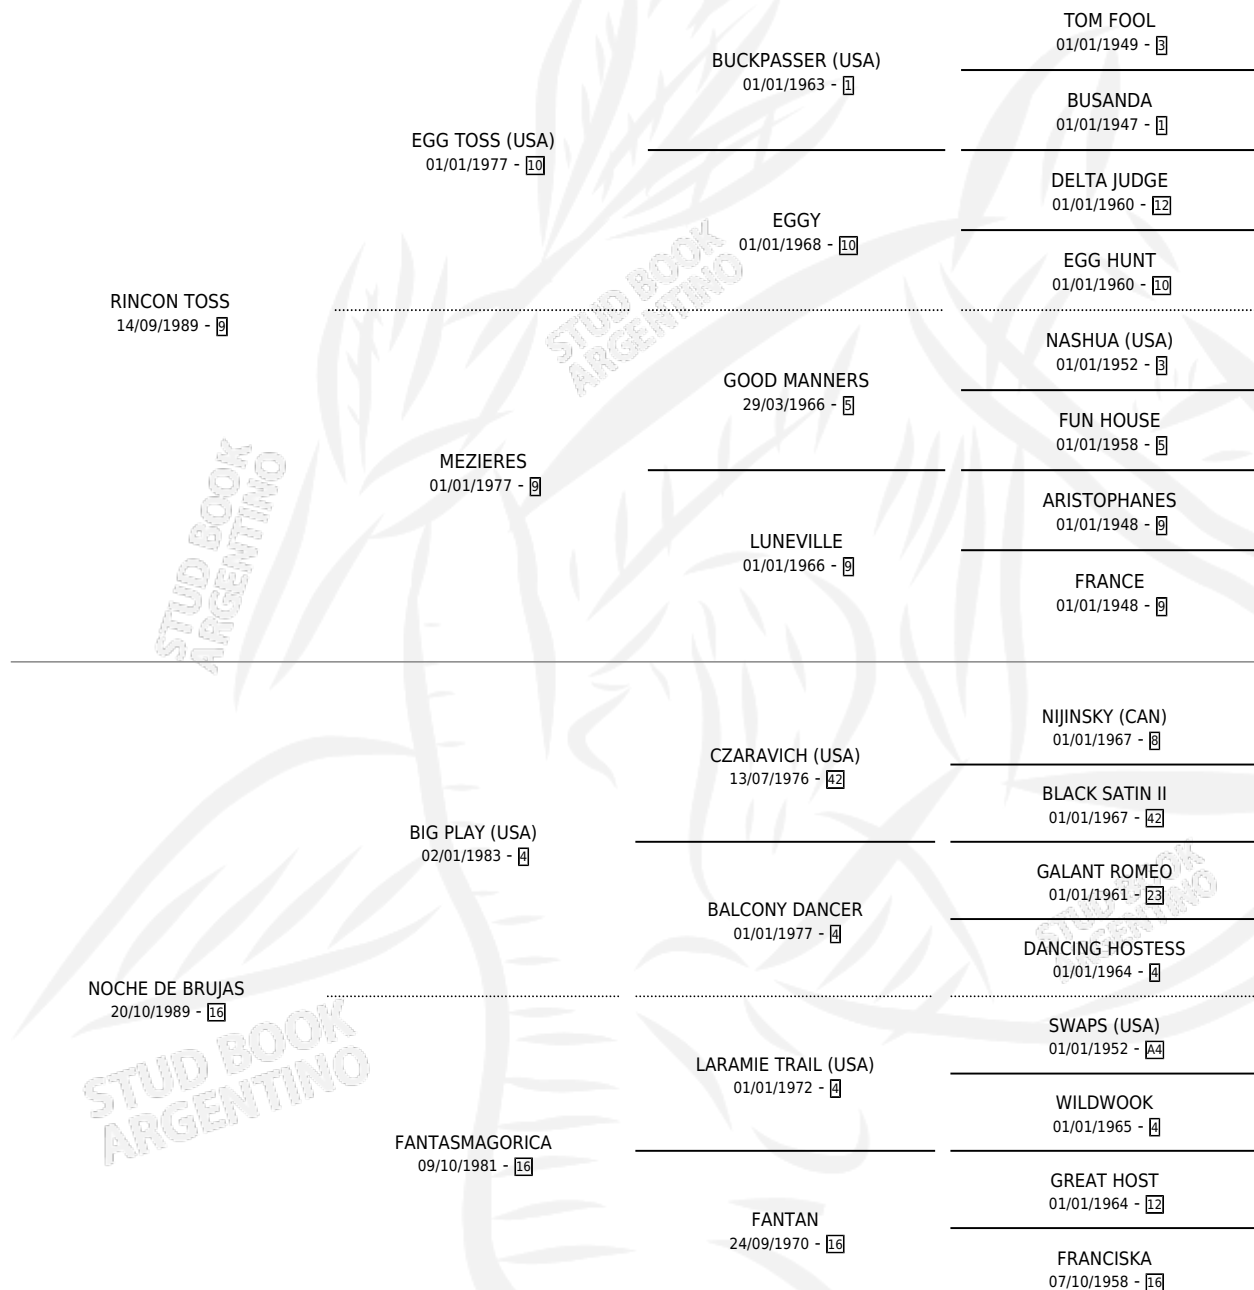 TOM FOOL
01/01/1949 - 3
BUCKPASSER (USA)
01/01/1963 - 1
BUSANDA
01/01/1947 - 1
EGG TOSS (USA)
01/01/1977 - 10
DELTA JUDGE
01/01/1960 - 12
EGGY
01/01/1968 - 10
EGG HUNT
01/01/1960 - 10
RINCON TOSS
14/09/1989 - 9
NASHUA (USA)
01/01/1952 - 3
GOOD MANNERS
29/03/1966 - 5
FUN HOUSE
01/01/1958 - 5
MEZIERES
01/01/1977 - 9
ARISTOPHANES
01/01/1948 - 9
LUNEVILLE
01/01/1966 - 9
FRANCE
01/01/1948 - 9
NIJINSKY (CAN)
01/01/1967 - 8
CZARAVICH (USA)
13/07/1976 - 42
BLACK SATIN II
01/01/1967 - 42
BIG PLAY (USA)
02/01/1983 - 4
GALANT ROMEO
01/01/1961 - 23
BALCONY DANCER
01/01/1977 - 4
DANCING HOSTESS
01/01/1964 - 4
NOCHE DE BRUJAS
20/10/1989 - 16
SWAPS (USA)
01/01/1952 - A4
LARAMIE TRAIL (USA)
01/01/1972 - 4
WILDWOOK
01/01/1965 - 4
FANTASMAGORICA
09/10/1981 - 16
GREAT HOST
01/01/1964 - 12
FANTAN
24/09/1970 - 16
FRANCISKA
07/10/1958 - 16
STUD BOOK
ARGENTINO
STUD BOOK
ARGENTINO
STUD BOOK
ARGENTINO
STUD BOOK
ARGENTINO